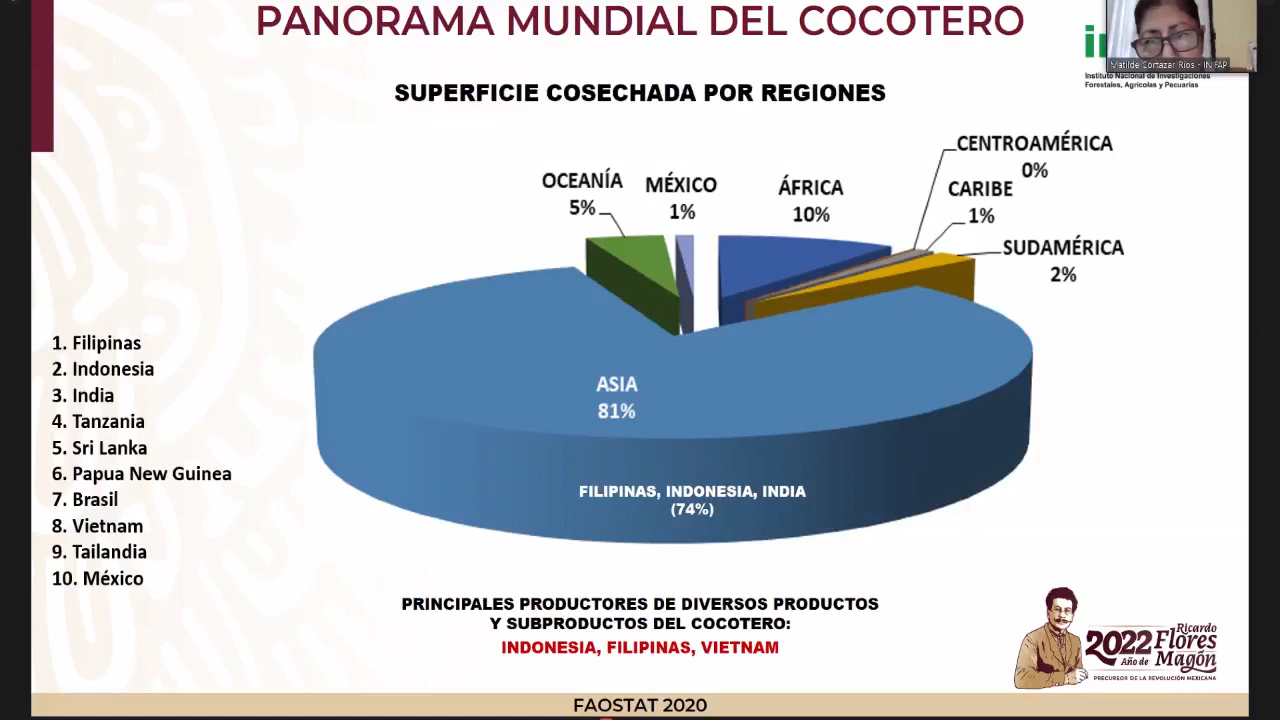 PANORAMA MUNDIAL DEL COCOTERO
Matilde Cortazar Rios - INIFAP
Instituto Nacional de Investigaciones
Forestales, Agrícolas y Pecuarias
SUPERFICIE COSECHADA POR REGIONES
OCEANÍA
5%
MÉXICO
1%
ÁFRICA
10%
CENTROAMÉRICA
0%
CARIBE
1%
SUDAMÉRICA
2%
ASIA
81%
FILIPINAS, INDONESIA, INDIA
(74%)
1. Filipinas
2. Indonesia
3. India
4. Tanzania
5. Sri Lanka
6. Papua New Guinea
7. Brasil
8. Vietnam
9. Tailandia
10. México
PRINCIPALES PRODUCTORES DE DIVERSOS PRODUCTOS
Y SUBPRODUCTOS DEL COCOTERO:
INDONESIA, FILIPINAS, VIETNAM
2022
Año de
Ricardo
Flores
Magón
PRECURSOR DE LA REVOLUCIÓN MEXICANA
FAOSTAT 2020